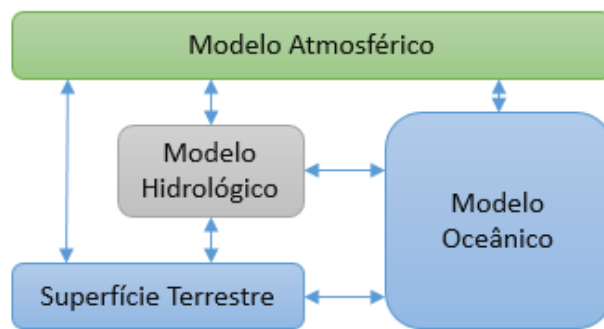 Modelo Atmosférico
Modelo
Hidrológico
Modelo
Oceânico
Superfície Terrestre